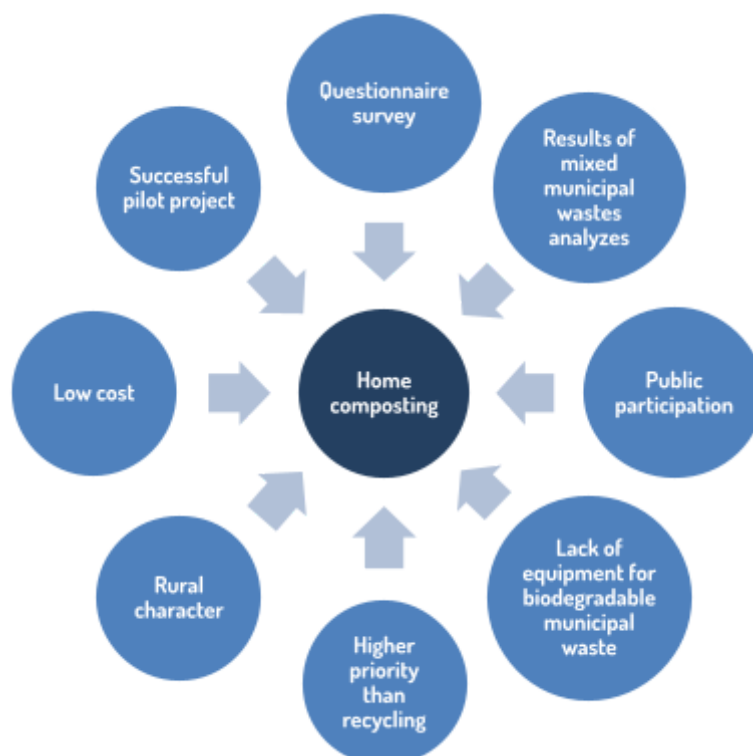 Questionnaire
survey
Results of
mixed
municipal
wastes
analyzes
Public
participation
Lack of
equipment for
biodegradable
municipal
waste
Higher
priority
than
recycling
Rural
character
Low cost
Successful
pilot project
Home
composting